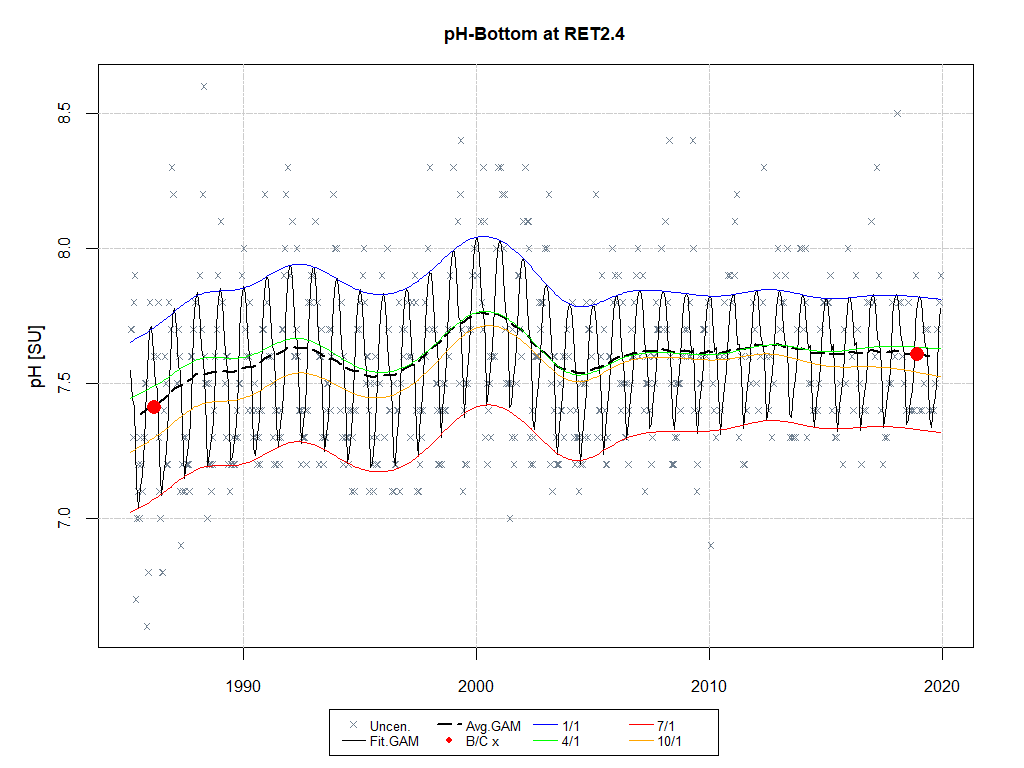 pH-Bottom at RET2.4
pH [SU]
8.5
8.0
7.5
7.0
1990 2000 2010 2020
Uncen. Avg.GAM 1/1 7/1
Fit.GAM B/C x 4/1 10/1